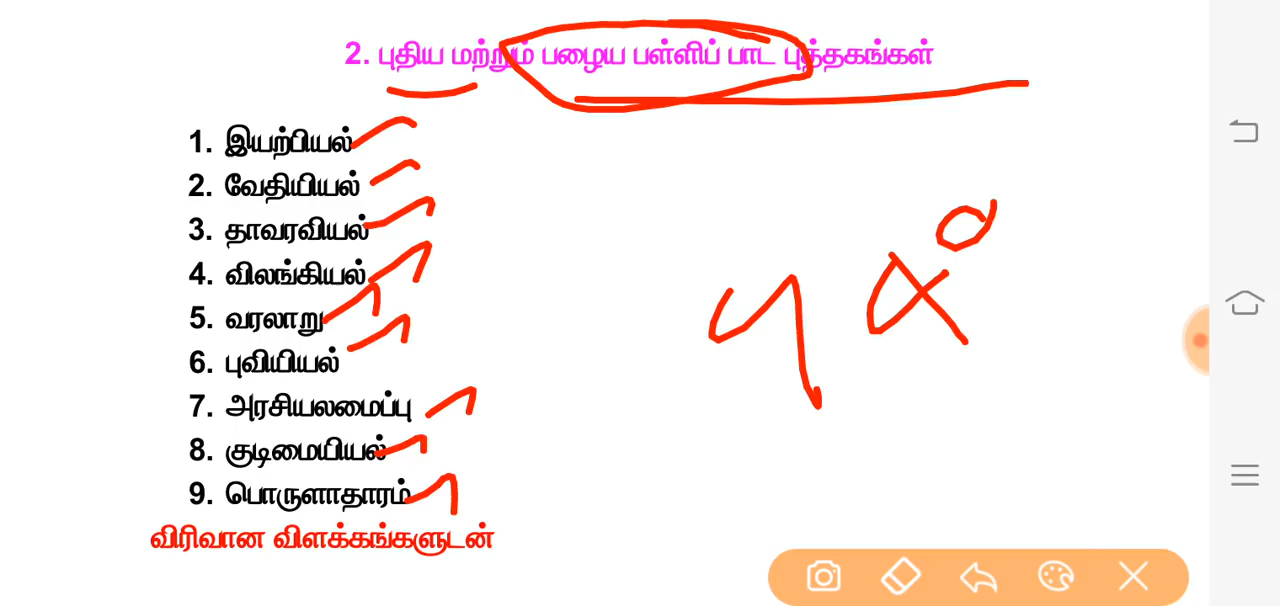 2. புதிய மற்றும் பழைய பள்ளிப் பாட புத்தகங்கள்
1. இயற்பியல்
2. வேதியியல்
3. தாவரவியல்
4. விலங்கியல்
5. வரலாறு
6. புவியியல்
7. அரசியலமைப்பு
8. குடிமையியல்
9. பொருளாதாரம்
விரிவான விளக்கங்களுடன்